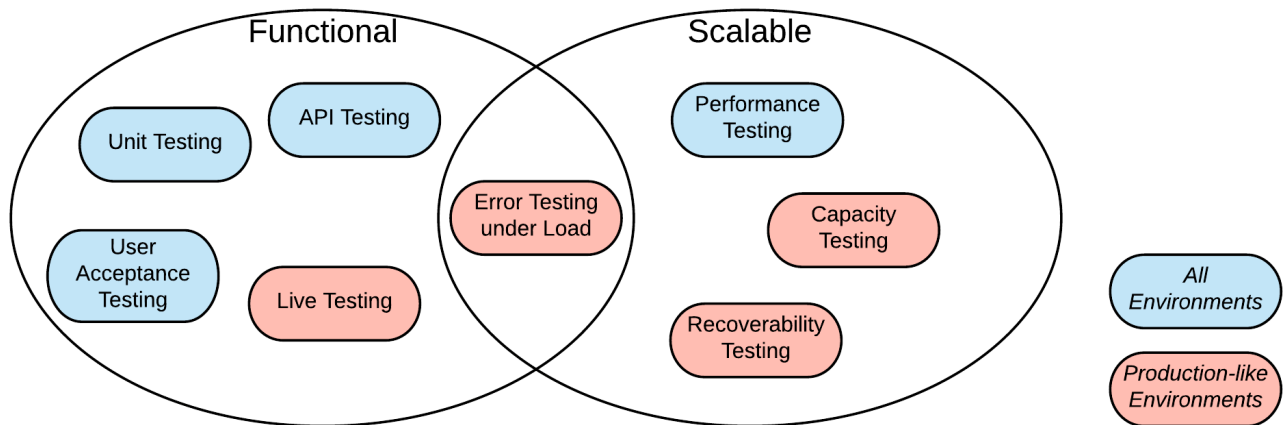 Functional
Scalable
Unit Testing
API Testing
User
Acceptance
Testing
Live Testing
Error Testing
under Load
Performance
Testing
Capacity
Testing
Recoverability
Testing
All
Environments
Production-like
Environments